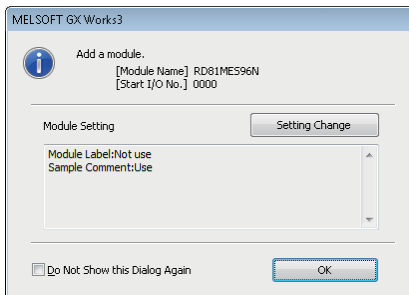 MELSOFT GX Works3
Add a module.
[Module Name] RD81MES96N
[Start I/O No.] 0000
Module Setting
Setting Change
Module Label:Not use
Sample Comment:Use
Do Not Show this Dialog Again
OK